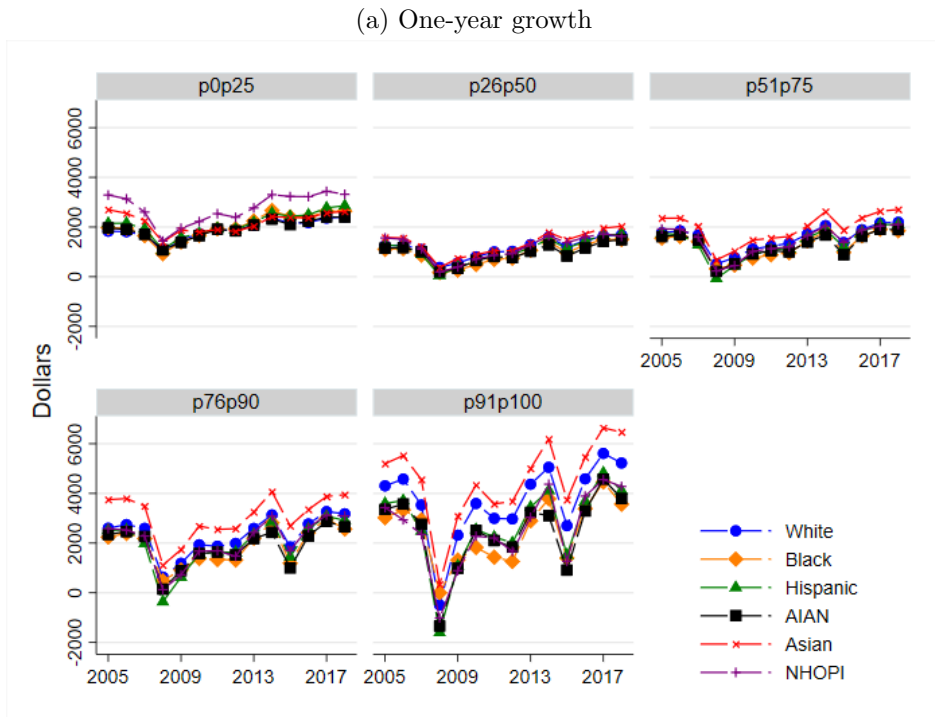 (a) One-year growth
p0p25
p26p50
p51p75
6000
4000
2000
0
-2000
2005
2009
2013
2017
Dollars
p76p90
p91p100
6000
4000
2000
0
-2000
2005
2009
2013
2017
2005
2009
2013
2017
White
Black
Hispanic
AIAN
Asian
NHOPI